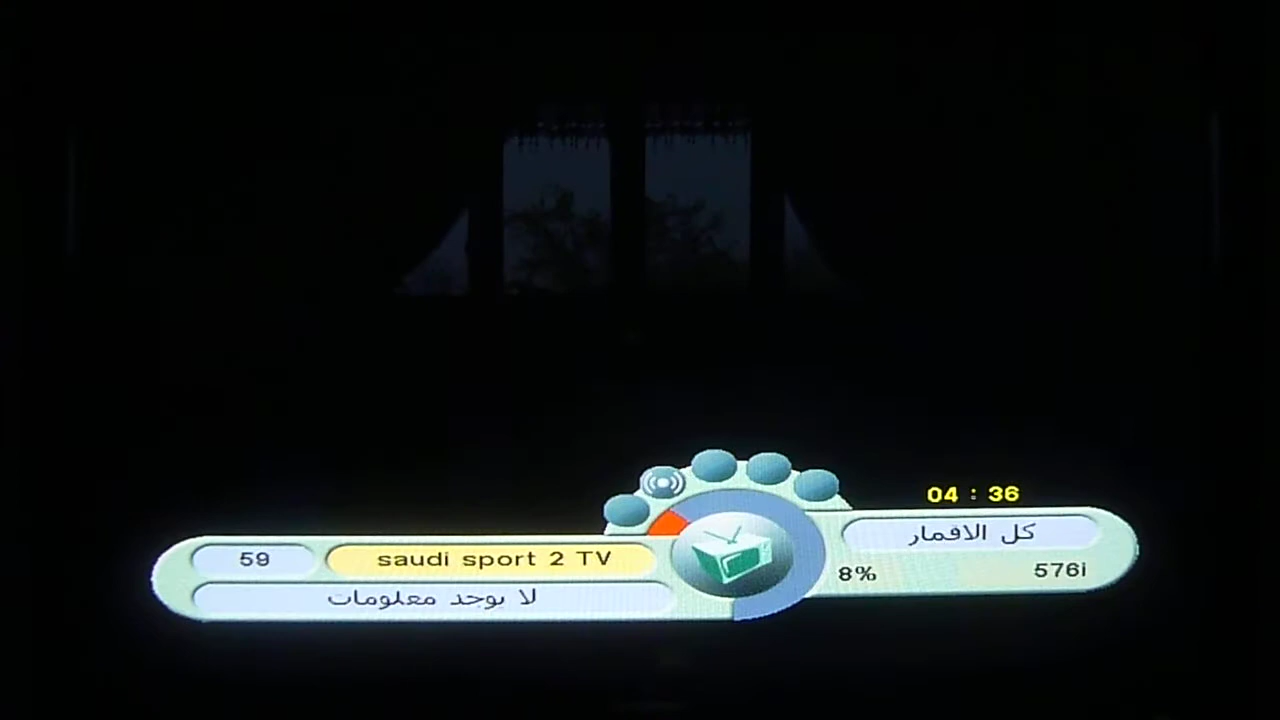 04 : 36
كل الاقمار
59
saudi sport 2 TV
8%
576i
لا يوجد معلومات